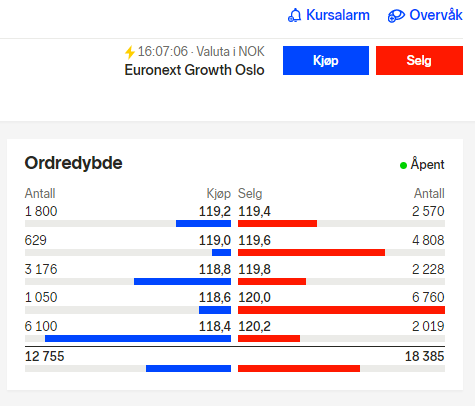 Kursalarm Overvåk
16:07:06 · Valuta i NOK
Euronext Growth Oslo
Kjøp Selg
Ordredybde
Åpent
Antall Kjøp Selg Antall
1 800 119,2 119,4 2 570
629 119,0 119,6 4 808
3 176 118,8 119,8 2 228
1 050 118,6 120,0 6 760
6 100 118,4 120,2 2 019
12 755 18 385